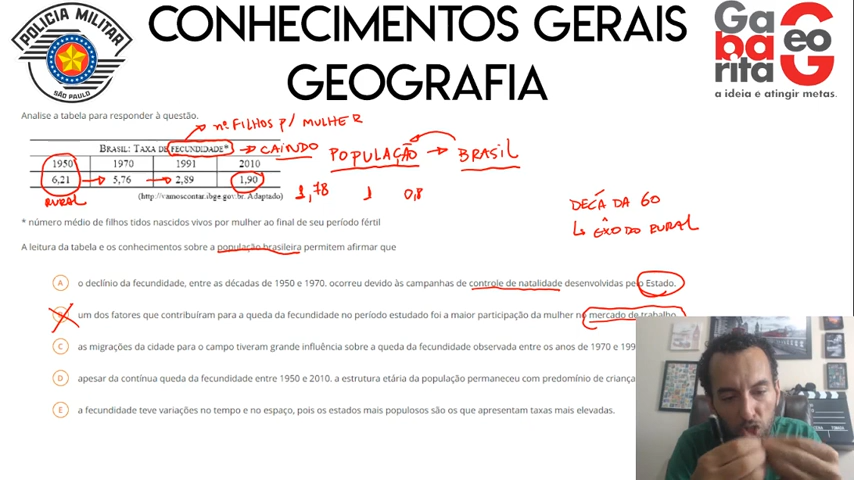 POLICIA MILITAR
SÃO PAULO
CONHECIMENTOS GERAIS
GEOGRAFIA
Gabarita Geo
a ideia e atingir metas.
Analise a tabela para responder à questão.
nº FILHOS P/ MULHER
BRASIL: TAXA DE FECUNDIDADE*
CAINDO
POPULAÇÃO
BRASIL
1950 1970 1991 2010
6,21 5,76 2,89 1,90
1,78 1 0,8
RURAL
(http://vamoscontar.ibge.gov.br. Adaptado)
DECÁDA 60
ÊXODO RURAL
* número médio de filhos tidos nascidos vivos por mulher ao final de seu período fértil
A leitura da tabela e os conhecimentos sobre a população brasileira permitem afirmar que
A o declínio da fecundidade, entre as décadas de 1950 e 1970. ocorreu devido às campanhas de controle de natalidade desenvolvidas pelo Estado.
um dos fatores que contribuíram para a queda da fecundidade no período estudado foi a maior participação da mulher no mercado de trabalho.
C as migrações da cidade para o campo tiveram grande influência sobre a queda da fecundidade observada entre os anos de 1970 e 199
D apesar da contínua queda da fecundidade entre 1950 e 2010. a estrutura etária da população permaneceu com predomínio de criança
E a fecundidade teve variações no tempo e no espaço, pois os estados mais populosos são os que apresentam taxas mais elevadas.